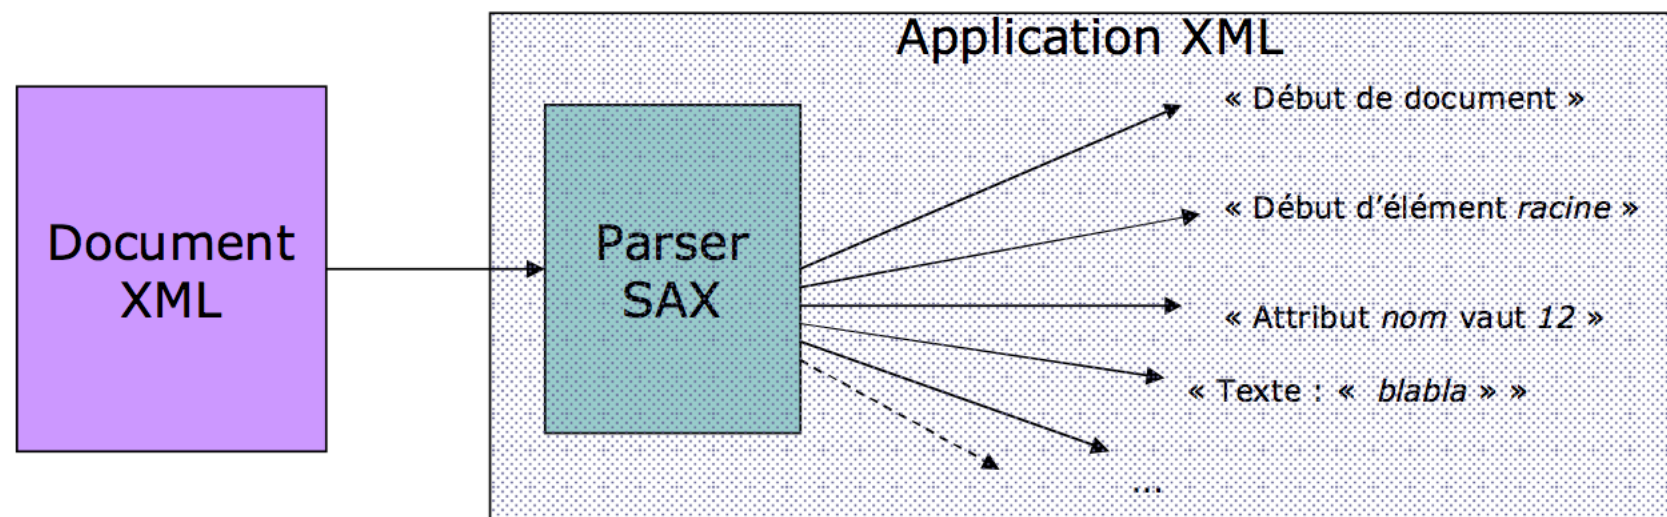 Application XML
Document
XML
Parser
SAX
« Début de document »
« Début d’élément racine »
« Attribut nom vaut 12 »
« Texte : « blabla » »
...